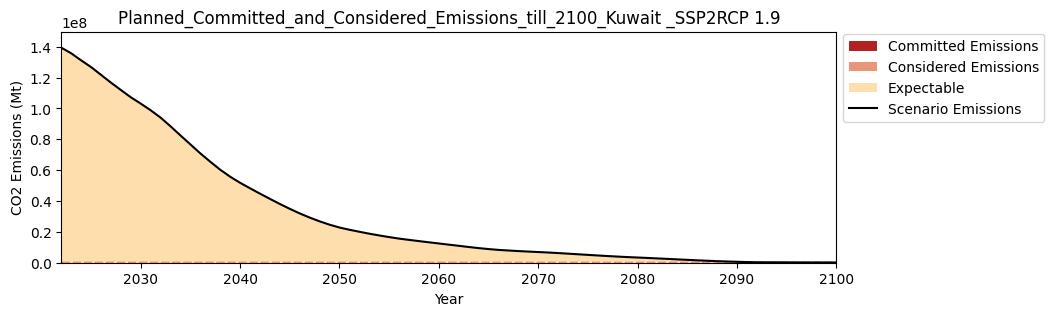 Planned_Committed_and_Considered_Emissions_till_2100_Kuwait _SSP2RCP 1.9
1e8
1.4
1.2
1.0
0.8
0.6
0.4
0.2
0.0
CO2 Emissions (Mt)
2030 2040 2050 2060 2070 2080 2090 2100
Year
Committed Emissions
Considered Emissions
Expectable
Scenario Emissions